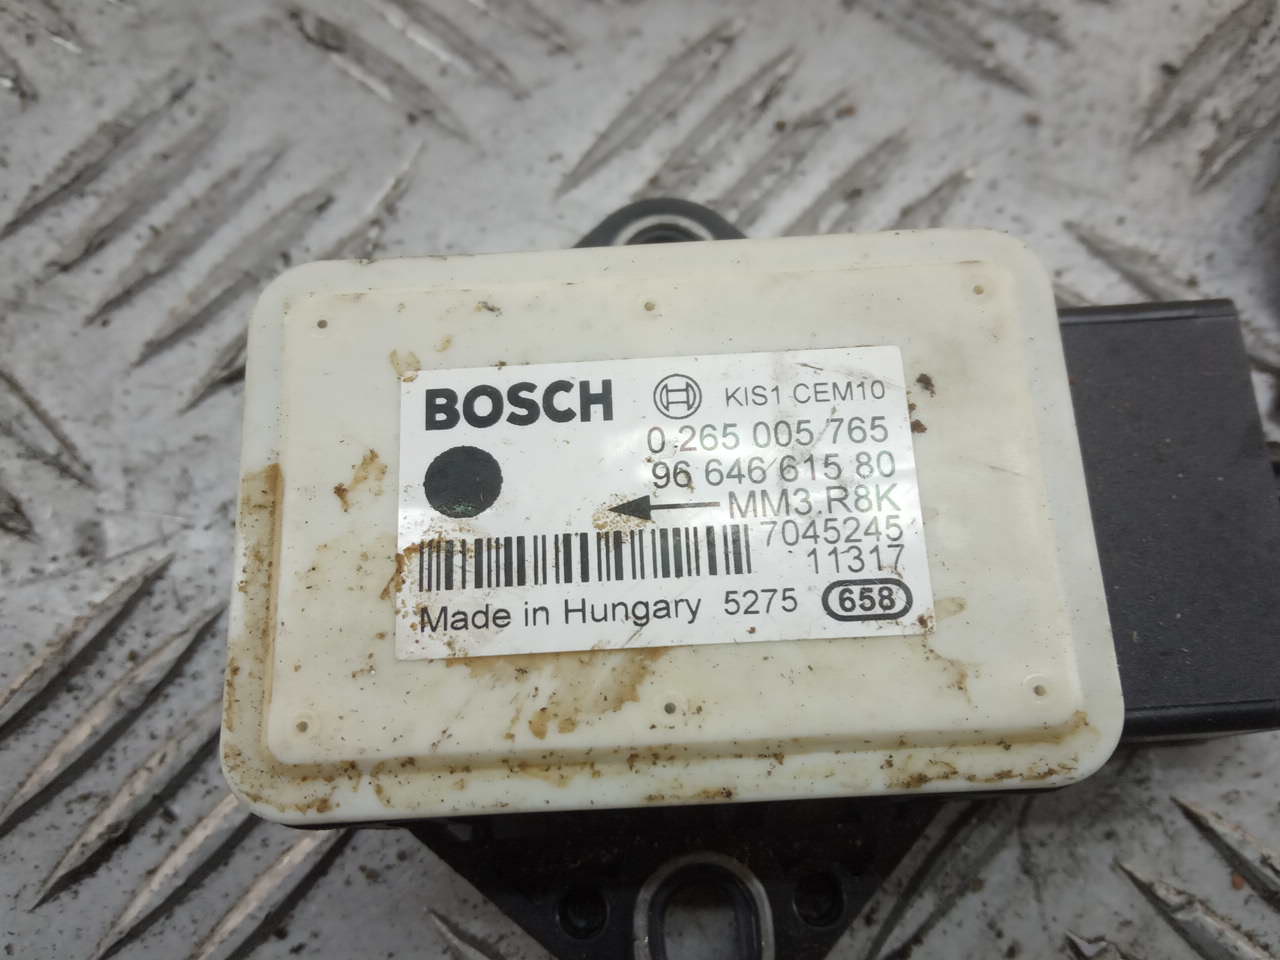 BOSCH KIS1 CEM10
0 265 005 765
96 646 615 80
MM3.R8K
7045245
11317
Made in Hungary 5275 658